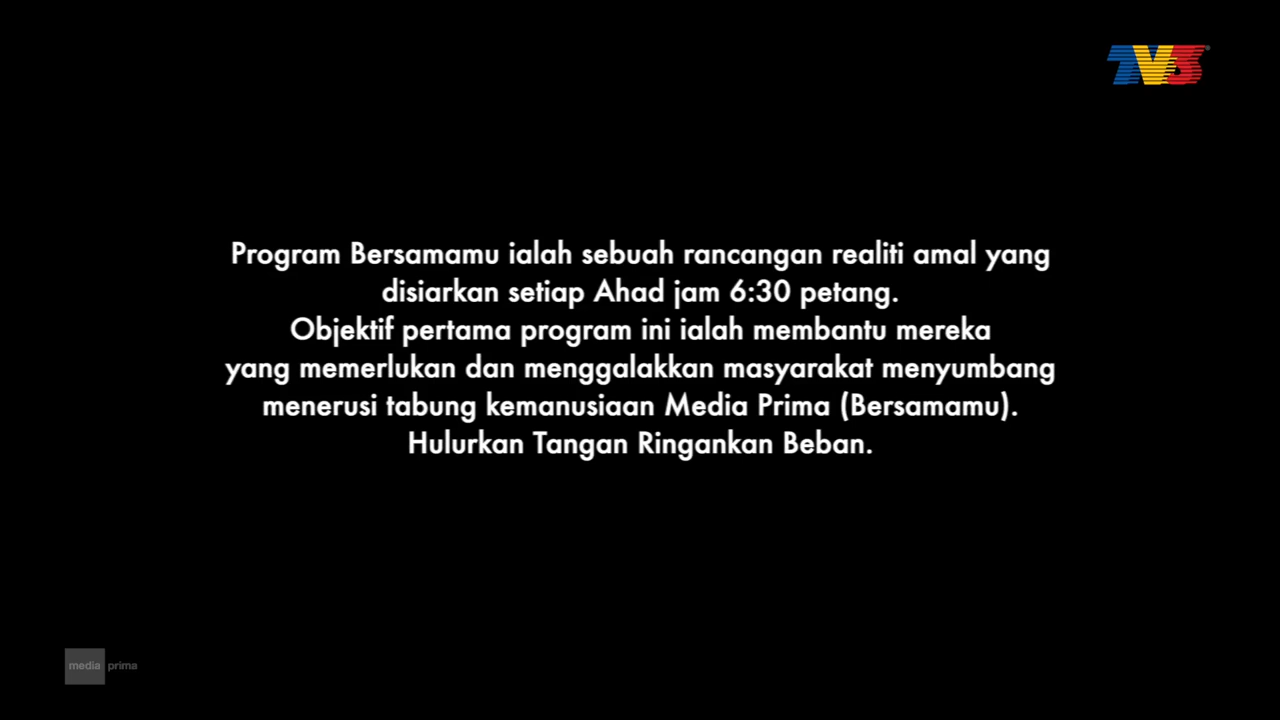 TV3
Program Bersamamu ialah sebuah rancangan realiti amal yang
disiarkan setiap Ahad jam 6:30 petang.
Objektif pertama program ini ialah membantu mereka
yang memerlukan dan menggalakkan masyarakat menyumbang
menerusi tabung kemanusiaan Media Prima (Bersamamu).
Hulurkan Tangan Ringankan Beban.
media prima